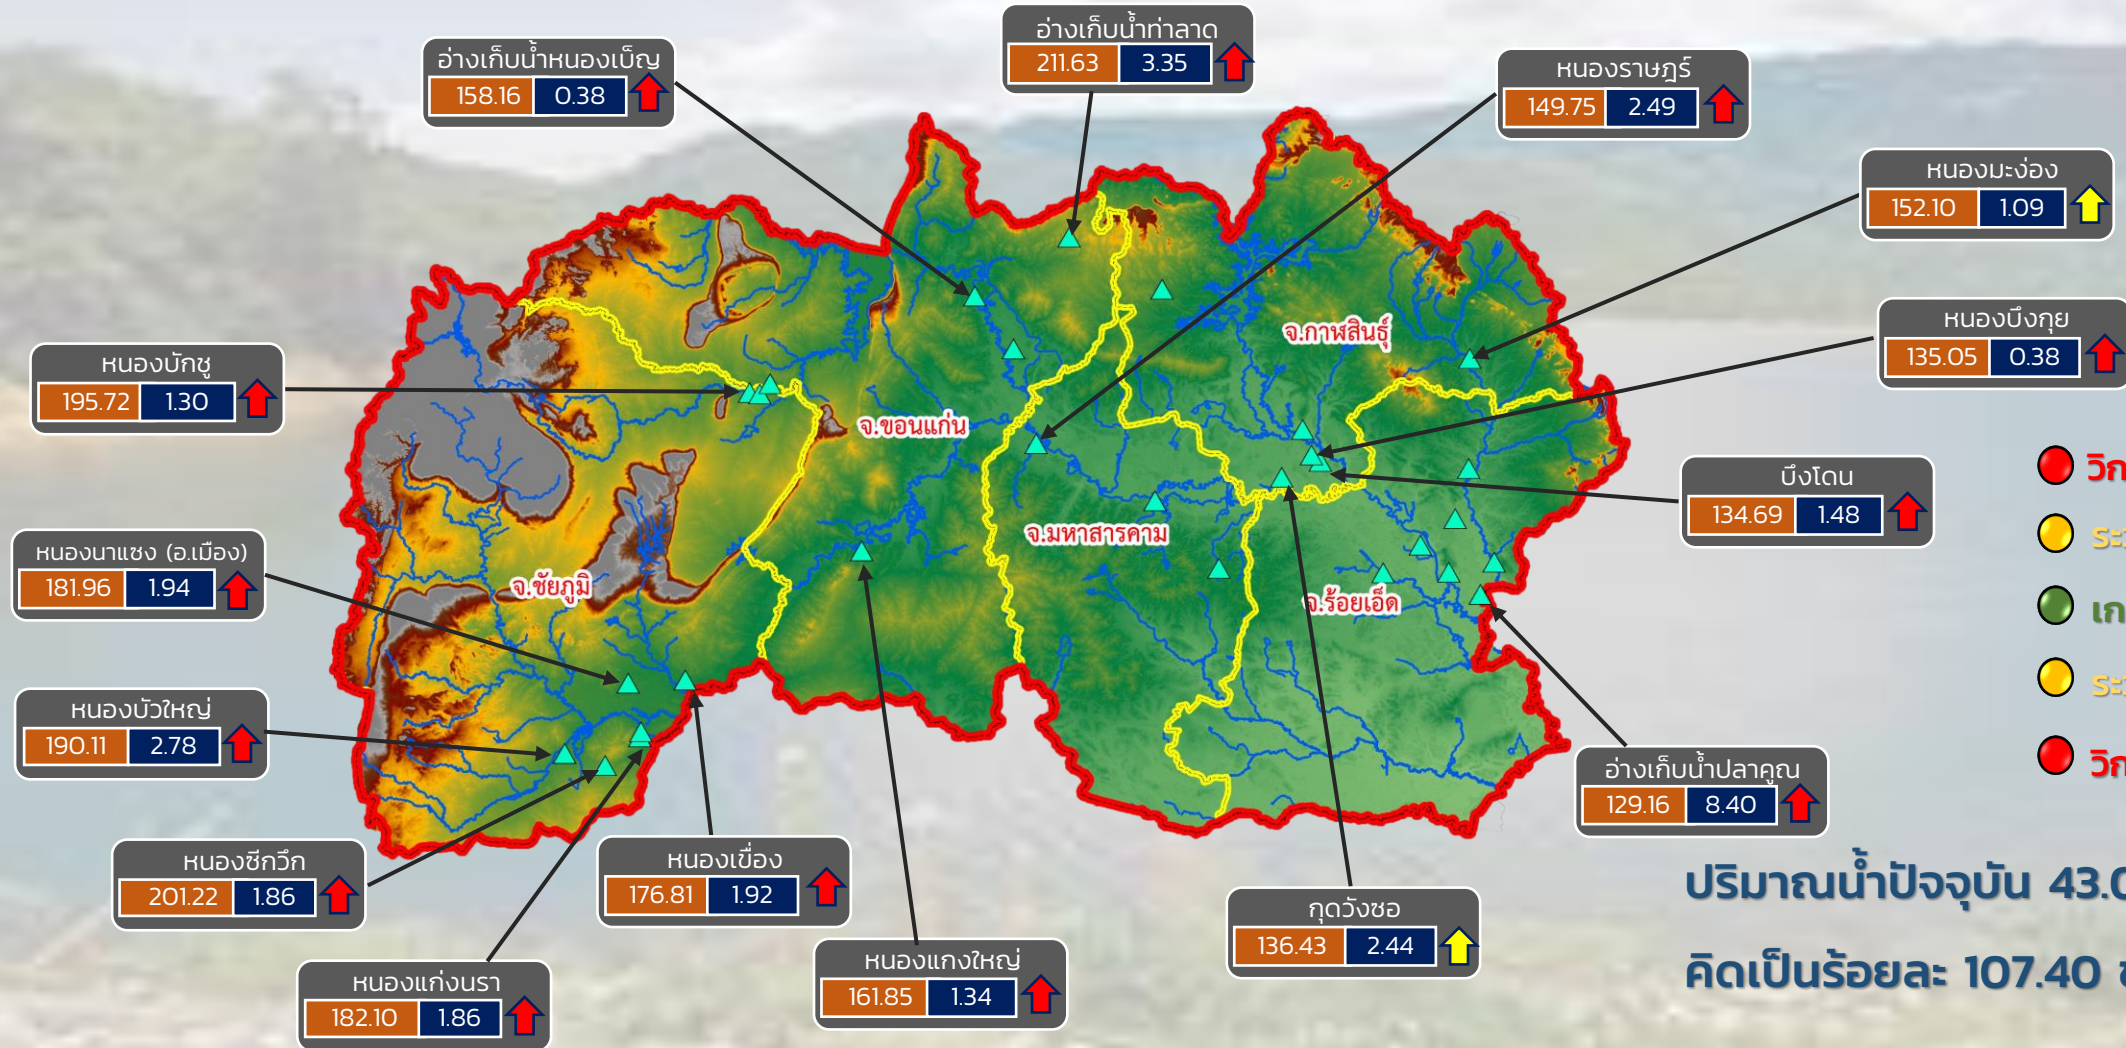 อ่างเก็บน้ำท่าลาด
211.63 3.35
อ่างเก็บน้ำหนองเบ็ญ
158.16 0.38
หนองราษฎร์
149.75 2.49
หนองมะง่อง
152.10 1.09
หนองบึงกุย
135.05 0.38
จ.กาฬสินธุ์
หนองบักชู
195.72 1.30
จ.ขอนแก่น
บึงโดน
134.69 1.48
จ.มหาสารคาม
หนองนาแซง (อ.เมือง)
181.96 1.94
จ.ชัยภูมิ
จ.ร้อยเอ็ด
หนองบัวใหญ่
190.11 2.78
อ่างเก็บน้ำปลาคูณ
129.16 8.40
หนองซีกวึก
201.22 1.86
หนองเขื่อง
176.81 1.92
กุดวังซอ
136.43 2.44
หนองแกงใหญ่
161.85 1.34
หนองแก่งนรา
182.10 1.86
ปริมาณน้ำปัจจุบัน 43.0
คิดเป็นร้อยละ 107.40